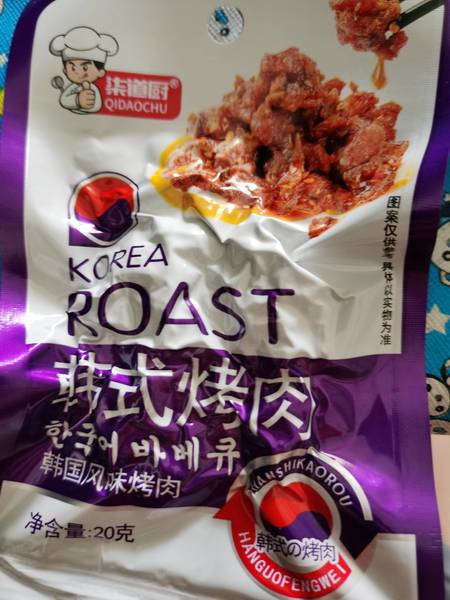 柒道厨®
QIDAOCHU
图案仅供参考 具体以实物为准
KOREA
ROAST
韩式烤肉
한국어 바베큐
韩国风味烤肉
HANSHIKAOROU
韩式の烤肉
HANGUOFENGWEI
净含量:20克